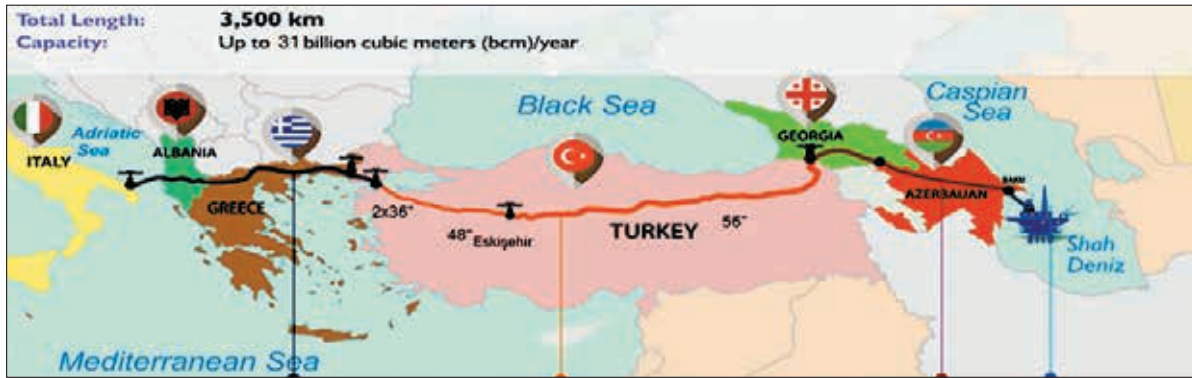 Total Length: 3,500 km
Capacity: Up to 31 billion cubic meters (bcm)/year
Black Sea
Caspian
Sea
Adriatic
Sea
ITALY
ALBANIA
GEORGIA
GREECE
AZERBAIJAN
BAKU
2x36"
48" Eskişehir
TURKEY
56"
Shah
Deniz
Mediterranean Sea